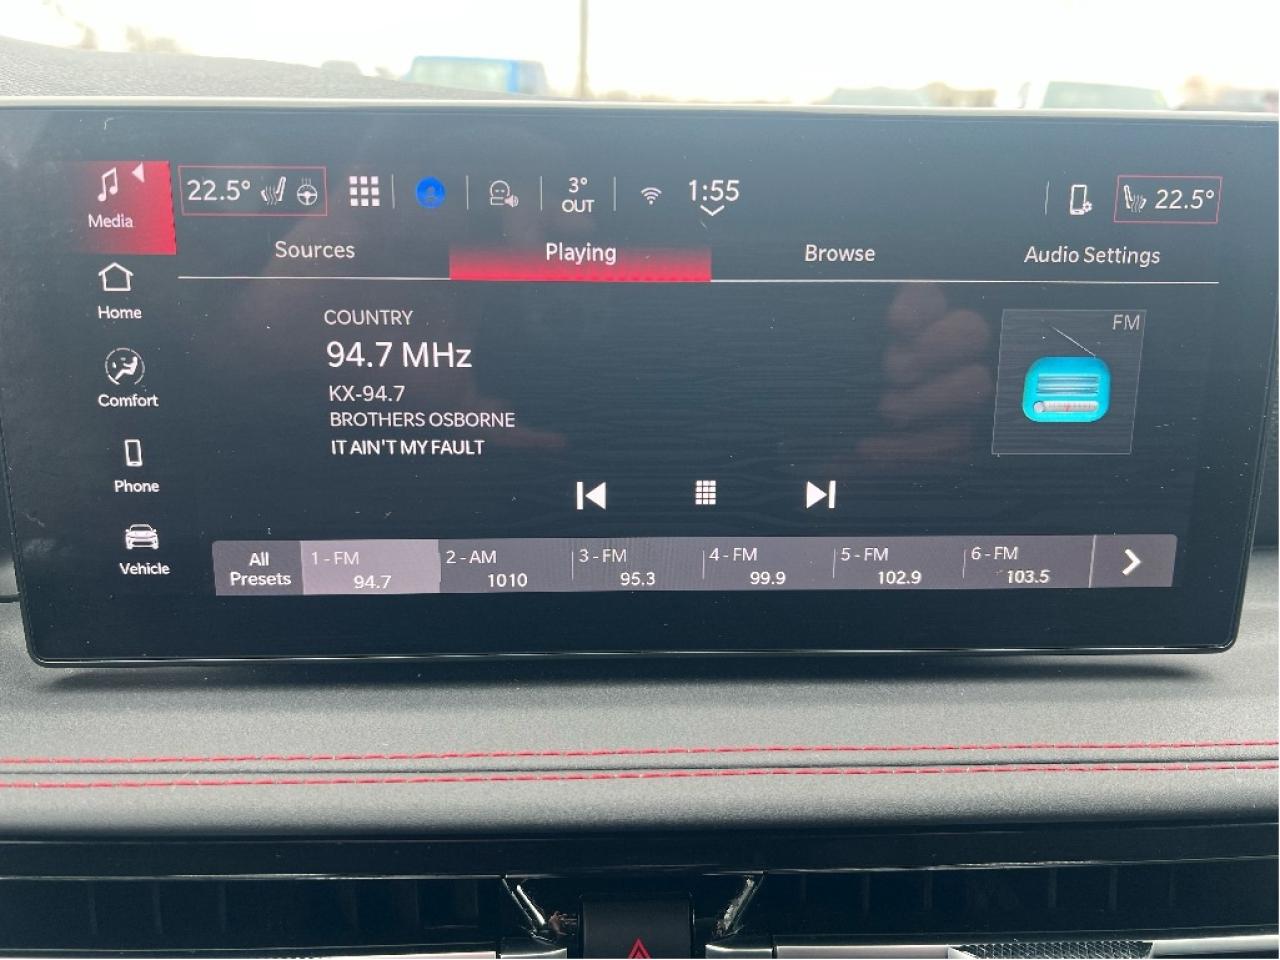 Media
22.5°
3°
OUT
1:55
22.5°
Sources
Playing
Browse
Audio Settings
Home
Comfort
Phone
Vehicle
COUNTRY
94.7 MHz
KX-94.7
BROTHERS OSBORNE
IT AIN'T MY FAULT
FM
All
Presets
1 - FM
94.7
2 - AM
1010
3 - FM
95.3
4 - FM
99.9
5 - FM
102.9
6 - FM
103.5